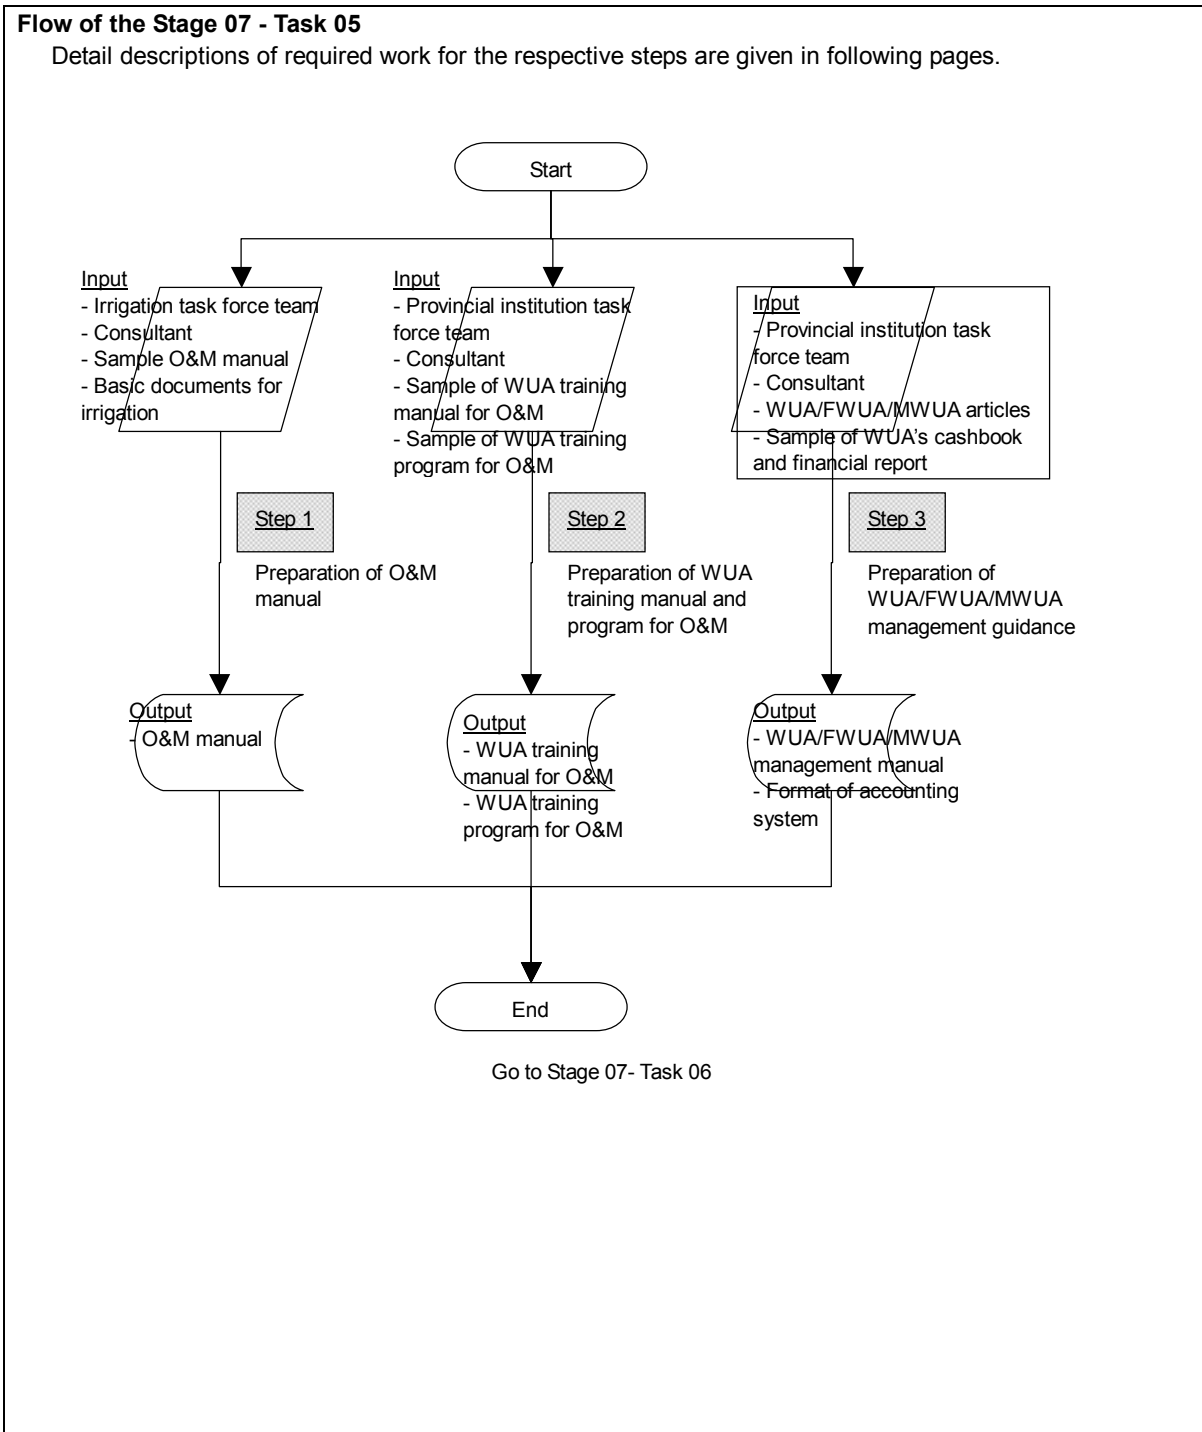 Flow of the Stage 07 - Task 05
Detail descriptions of required work for the respective steps are given in following pages.
Start
Input
- Irrigation task force team
- Consultant
- Sample O&M manual
- Basic documents for
irrigation
Input
- Provincial institution task
force team
- Consultant
- Sample of WUA training
manual for O&M
- Sample of WUA training
program for O&M
Input
- Provincial institution task
force team
- Consultant
- WUA/FWUA/MWUA articles
- Sample of WUA's cashbook
and financial report
Step 1
Preparation of O&M
manual
Step 2
Preparation of WUA
training manual and
program for O&M
Step 3
Preparation of
WUA/FWUA/MWUA
management guidance
Output
- O&M manual
Output
- WUA training
manual for O&M
- WUA training
program for O&M
Output
- WUA/FWUA/MWUA
management manual
- Format of accounting
system
End
Go to Stage 07- Task 06